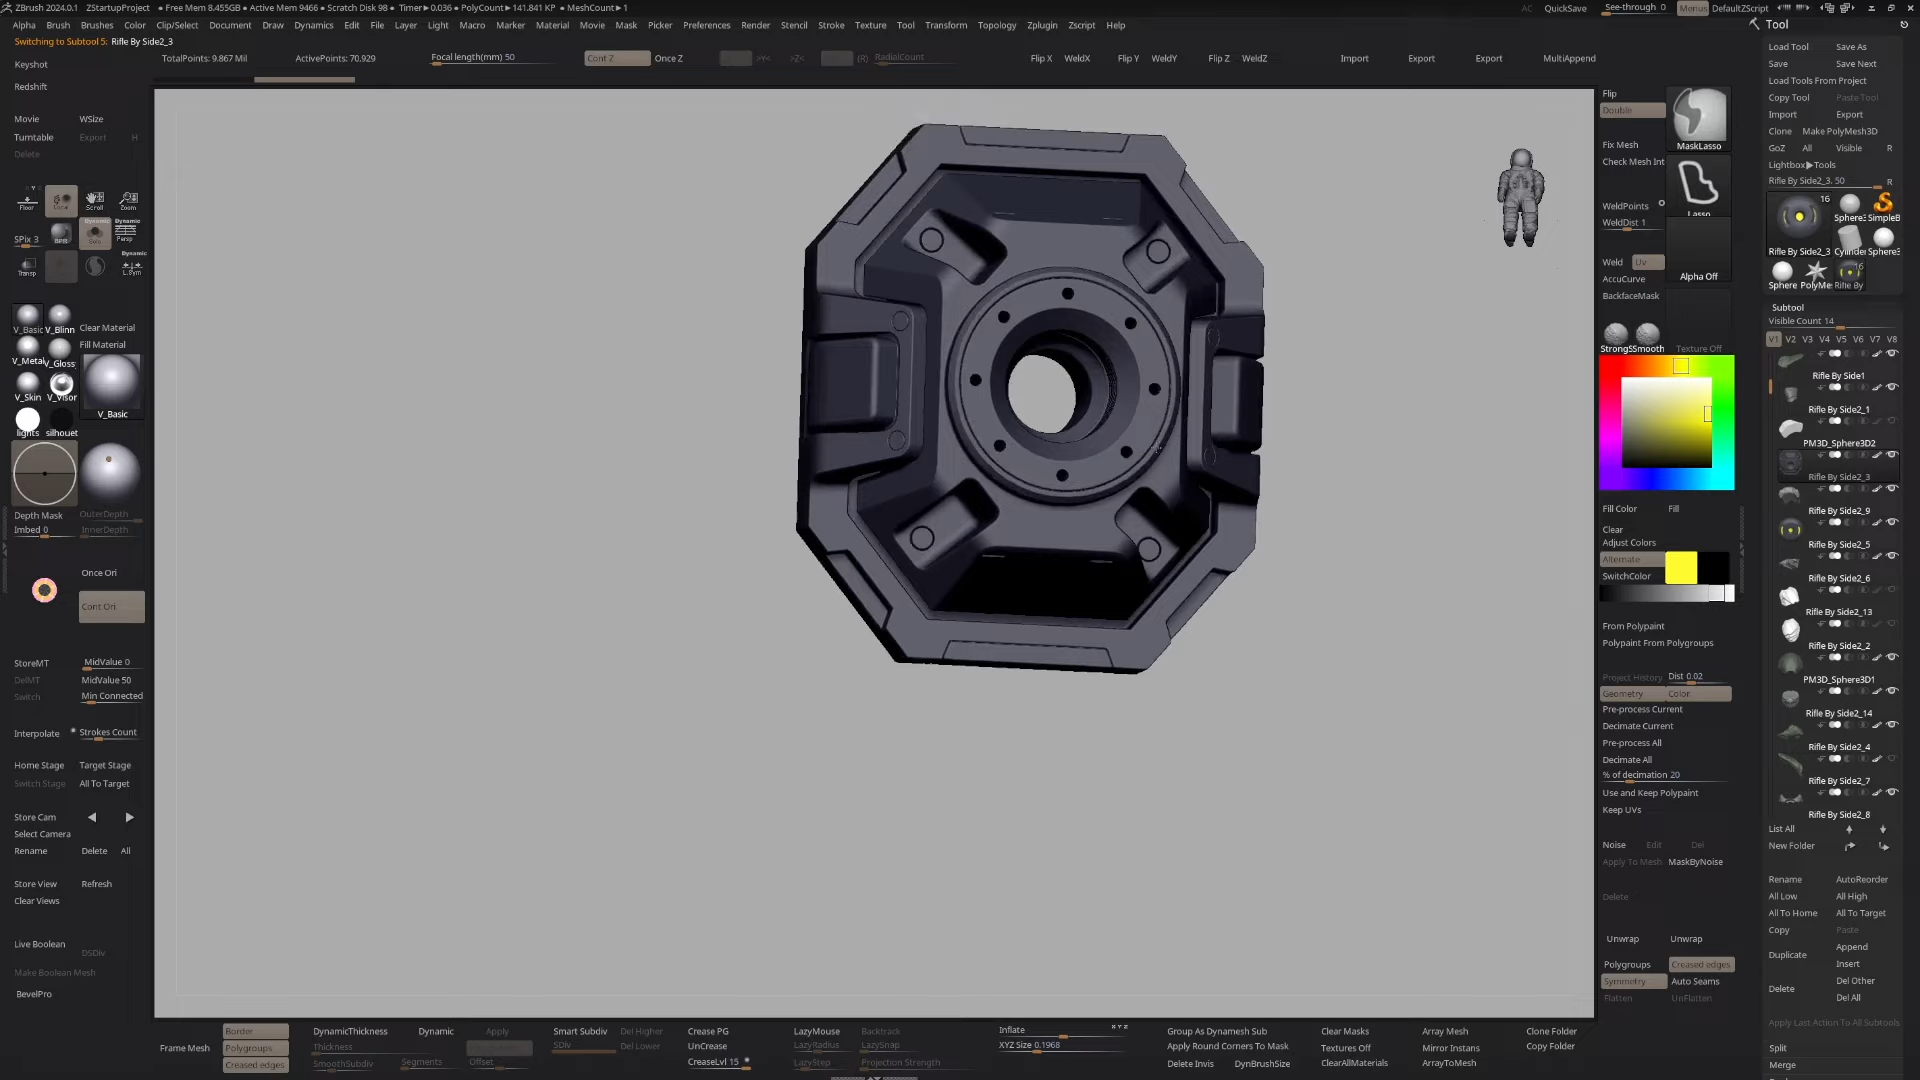 ZBrush 2024.0.1 ZStartupProject • Free Mem 8.455GB • Active Mem 9466 • Scratch Disk 98 • Timer▶0.036 • PolyCount▶141.841 KP • MeshCount▶1
AC QuickSave See-through 0 Menus DefaultZScript
Alpha Awbuji Brushes Color Clip/Select Document Draw Dynamics Edit File Layer Light Macro Marker Material Movie Mask Picker Preferences Render Stencil Stroke Texture Tool Transform Topology Zplugin Zscript Help
Switching to Subtool 5: Rifle By Side2_3
TotalPoints: 9.867 Mil ActivePoints: 70,929 Focal length(mm) 50 Cont Z Once Z >Y< >Z< (R) RadialCount Flip X WeldX Flip Y WeldY Flip Z WeldZ Import Export Export MultiAppend
Keyshot
Redshift
Movie WSize
Turntable Export H
Delete
Floor Local Scroll Zoom
Dynamic Dynamic
SPix 3 BPR Solo Persp
Dynamic
Transp L.Sym
V_Basic V_Blinn Clear Material
Fill Material
V_Metal V_Gloss
V_Skin V_Visor
V_Basic
lights silhouet
Depth Mask OuterDepth
Imbed 0 InnerDepth
Once Ori
Cont Ori
StoreMT MidValue 0
DelMT MidValue 50
Switch Min Connected
Interpolate Strokes Count
Home Stage Target Stage
Switch Stage All To Target
Store Cam
Select Camera
Rename Delete All
Store View Refresh
Clear Views
Live Boolean
DSDiv
Make Boolean Mesh
BevelPro
Flip
Double
MaskLasso
Fix Mesh
Check Mesh Int
WeldPoints
Lasso
WeldDist 1
Weld Uv
Alpha Off
AccuCurve
BackfaceMask
StrongSSmooth Texture Off
Fill Color Fill
Clear
Adjust Colors
Alternate
SwitchColor
From Polypaint
Polypaint From Polygroups
Project History Dist 0.02
Geometry Color
Pre-process Current
Decimate Current
Pre-process All
Decimate All
% of decimation 20
Use and Keep Polypaint
Keep UVs
Noise Edit Del
Apply To Mesh MaskByNoise
Delete
Unwrap Unwrap
Polygroups Creased edges
Symmetry Auto Seams
Flatten UnFlatten
Tool
Load Tool Save As
Save Save Next
Load Tools From Project
Copy Tool Paste Tool
Import Export
Clone Make PolyMesh3D
GoZ All Visible R
Lightbox▶Tools
Rifle By Side2_3. 50 R
16
Sphere3 SimpleB
Rifle By Side2_3 Cylinde Sphere3
16
Sphere PolyMe Rifle By
Subtool
Visible Count 14
V1 V2 V3 V4 V5 V6 V7 V8
Rifle By Side1
Rifle By Side2_1
PM3D_Sphere3D2
Rifle By Side2_3
Rifle By Side2_9
Rifle By Side2_5
Rifle By Side2_6
Rifle By Side2_13
Rifle By Side2_2
PM3D_Sphere3D1
Rifle By Side2_14
Rifle By Side2_4
Rifle By Side2_7
Rifle By Side2_8
List All
New Folder
Rename AutoReorder
All Low All High
All To Home All To Target
Copy Paste
Duplicate Append
Insert
Delete Del Other
Del All
Apply Last Action To All Subtools
Split
Merge
Frame Mesh Border Polygroups Creased edges
DynamicThickness Dynamic Apply Smart Subdiv Del Higher Crease PG LazyMouse Backtrack Inflate X Y Z Group As Dynamesh Sub Clear Masks Array Mesh Clone Folder
Thickness SDiv Del Lower UnCrease LazyRadius LazySnap XYZ Size 0.1968 Apply Round Corners To Mask Textures Off Mirror Instans Copy Folder
SmoothSubdiv Segments Offset CreaseLvl 15 LazyStep Projection Strength Delete Invis DynBrushSize ClearAllMaterials ArrayToMesh